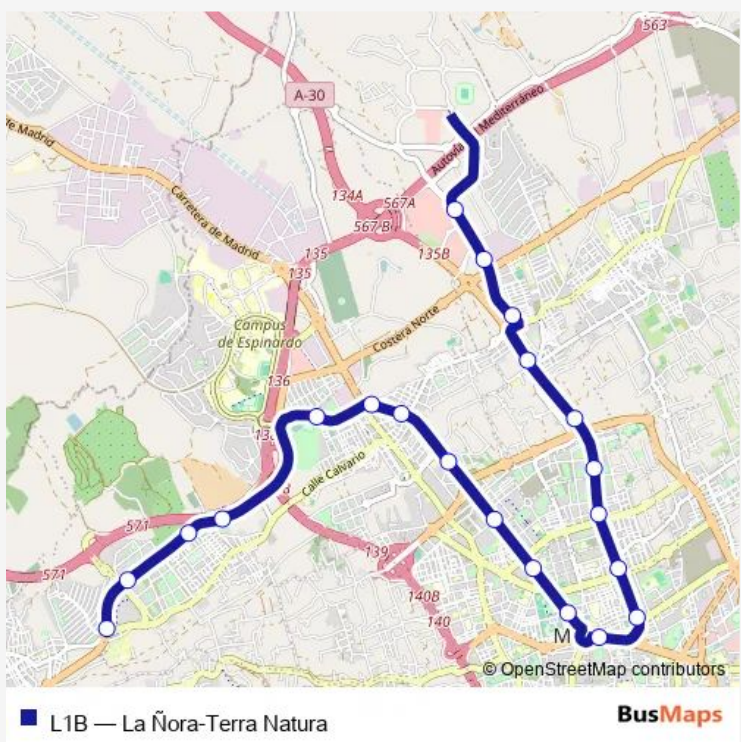 563
A-30
Autovía Mediterráneo
de Madrid
134A
567A
Carretera de Madrid
567 B
135
135B
135
Campus
de Espinardo
Costera Norte
136
Calle Calvario
571
571
139
140B
140
M
© OpenStreetMap contributors
L1B — La Ñora-Terra Natura
BusMaps